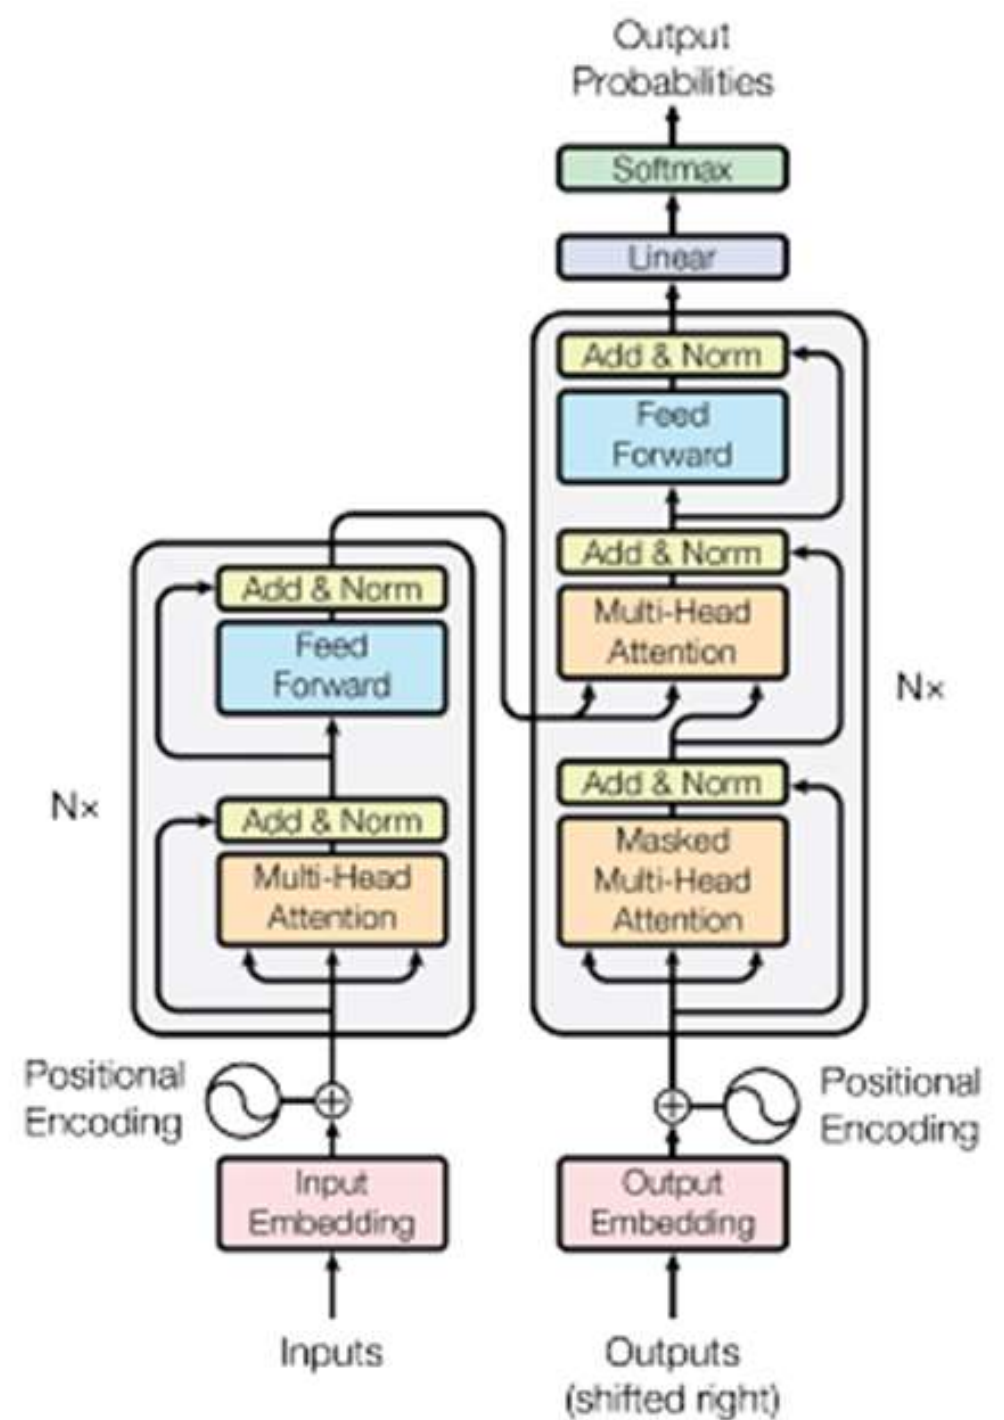 Output
Probabilities
Softmax
Linear
Add & Norm
Feed
Forward
Add & Norm
Multi-Head
Attention
Add & Norm
Masked
Multi-Head
Attention
N×
Add & Norm
Feed
Forward
Add & Norm
Multi-Head
Attention
N×
Positional
Encoding
Positional
Encoding
Input
Embedding
Output
Embedding
Inputs
Outputs
(shifted right)